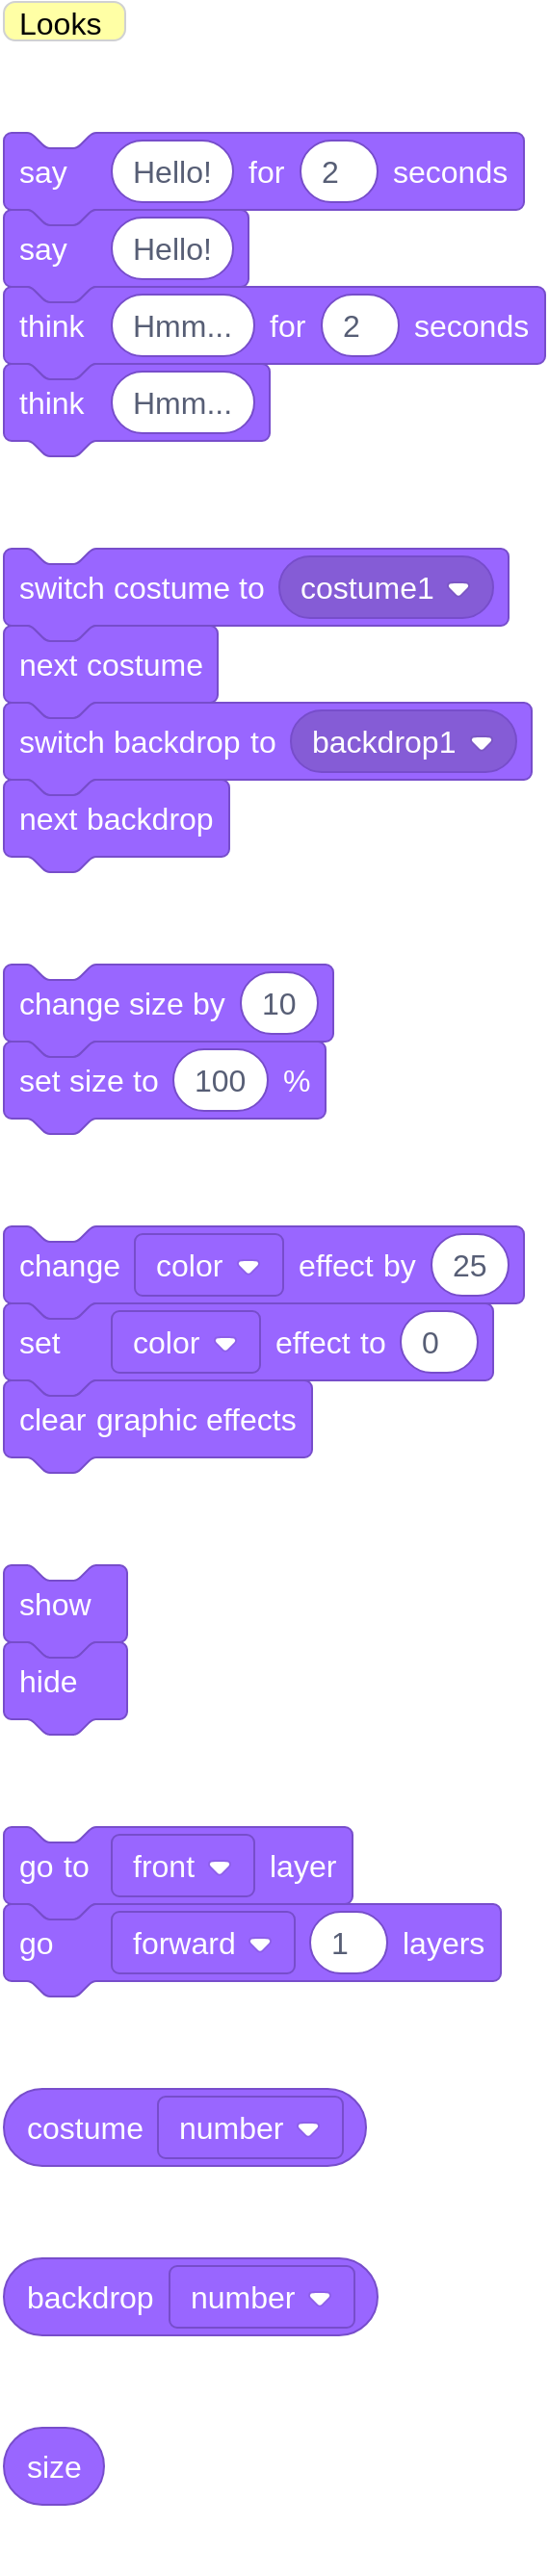 Looks
say Hello! for 2 seconds
say Hello!
think Hmm... for 2 seconds
think Hmm...
switch costume to costume1
next costume
switch backdrop to backdrop1
next backdrop
change size by 10
set size to 100 %
change color effect by 25
set color effect to 0
clear graphic effects
show
hide
go to front layer
go forward 1 layers
costume number
backdrop number
size